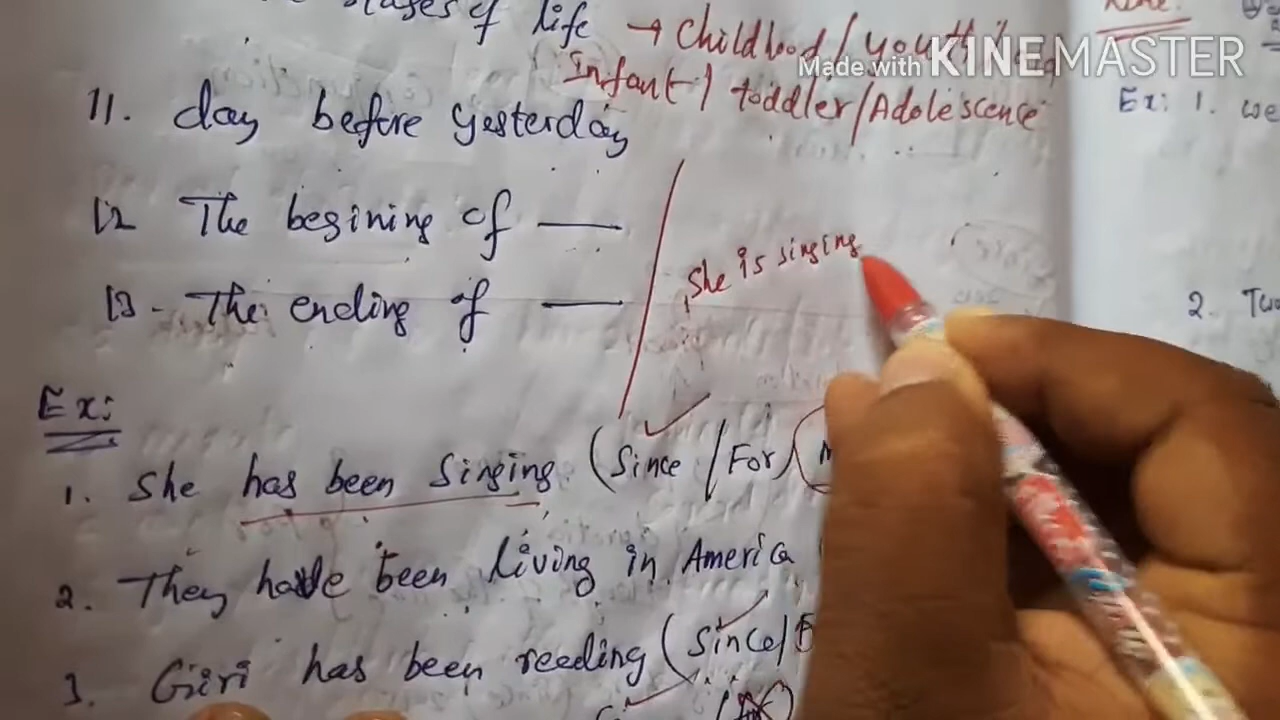 of life → childhood/youth
Made with KINEMASTER
Infant/toddler/Adolescence
11. day before yesterday
12 The begining of —
13 - The ending of —
She is singing
Ex:
1. She has been singing (Since/For)
2. They have been living in America
3. Giri has been reading (Since/
Ex: 1. we
2.